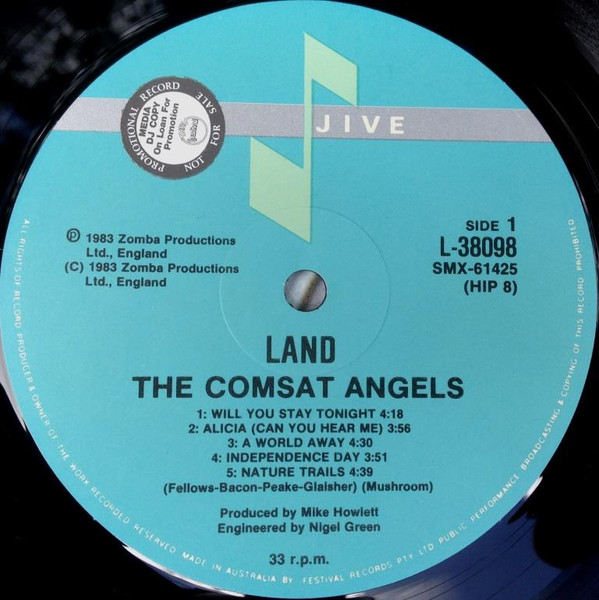 JIVE
PROMOTIONAL RECORD
NOT FOR SALE
MEDIA
DJ COPY
On Loan For
Promotion
℗ 1983 Zomba Productions
Ltd., England
(C) 1983 Zomba Productions
Ltd., England
SIDE 1
L-38098
SMX-61425
(HIP 8)
LAND
THE COMSAT ANGELS
1: WILL YOU STAY TONIGHT 4:18
2: ALICIA (CAN YOU HEAR ME) 3:56
3: A WORLD AWAY 4:30
4: INDEPENDENCE DAY 3:51
5: NATURE TRAILS 4:39
(Fellows-Bacon-Peake-Glaisher) (Mushroom)
Produced by Mike Howlett
Engineered by Nigel Green
33 r.p.m.
ALL RIGHTS OF RECORD PRODUCER & OWNER OF THE WORK RECORDED RESERVED. MADE IN AUSTRALIA BY FESTIVAL RECORDS PTY. LTD. PUBLIC PERFORMANCE BROADCASTING & COPYING OF THIS RECORD PROHIBITED